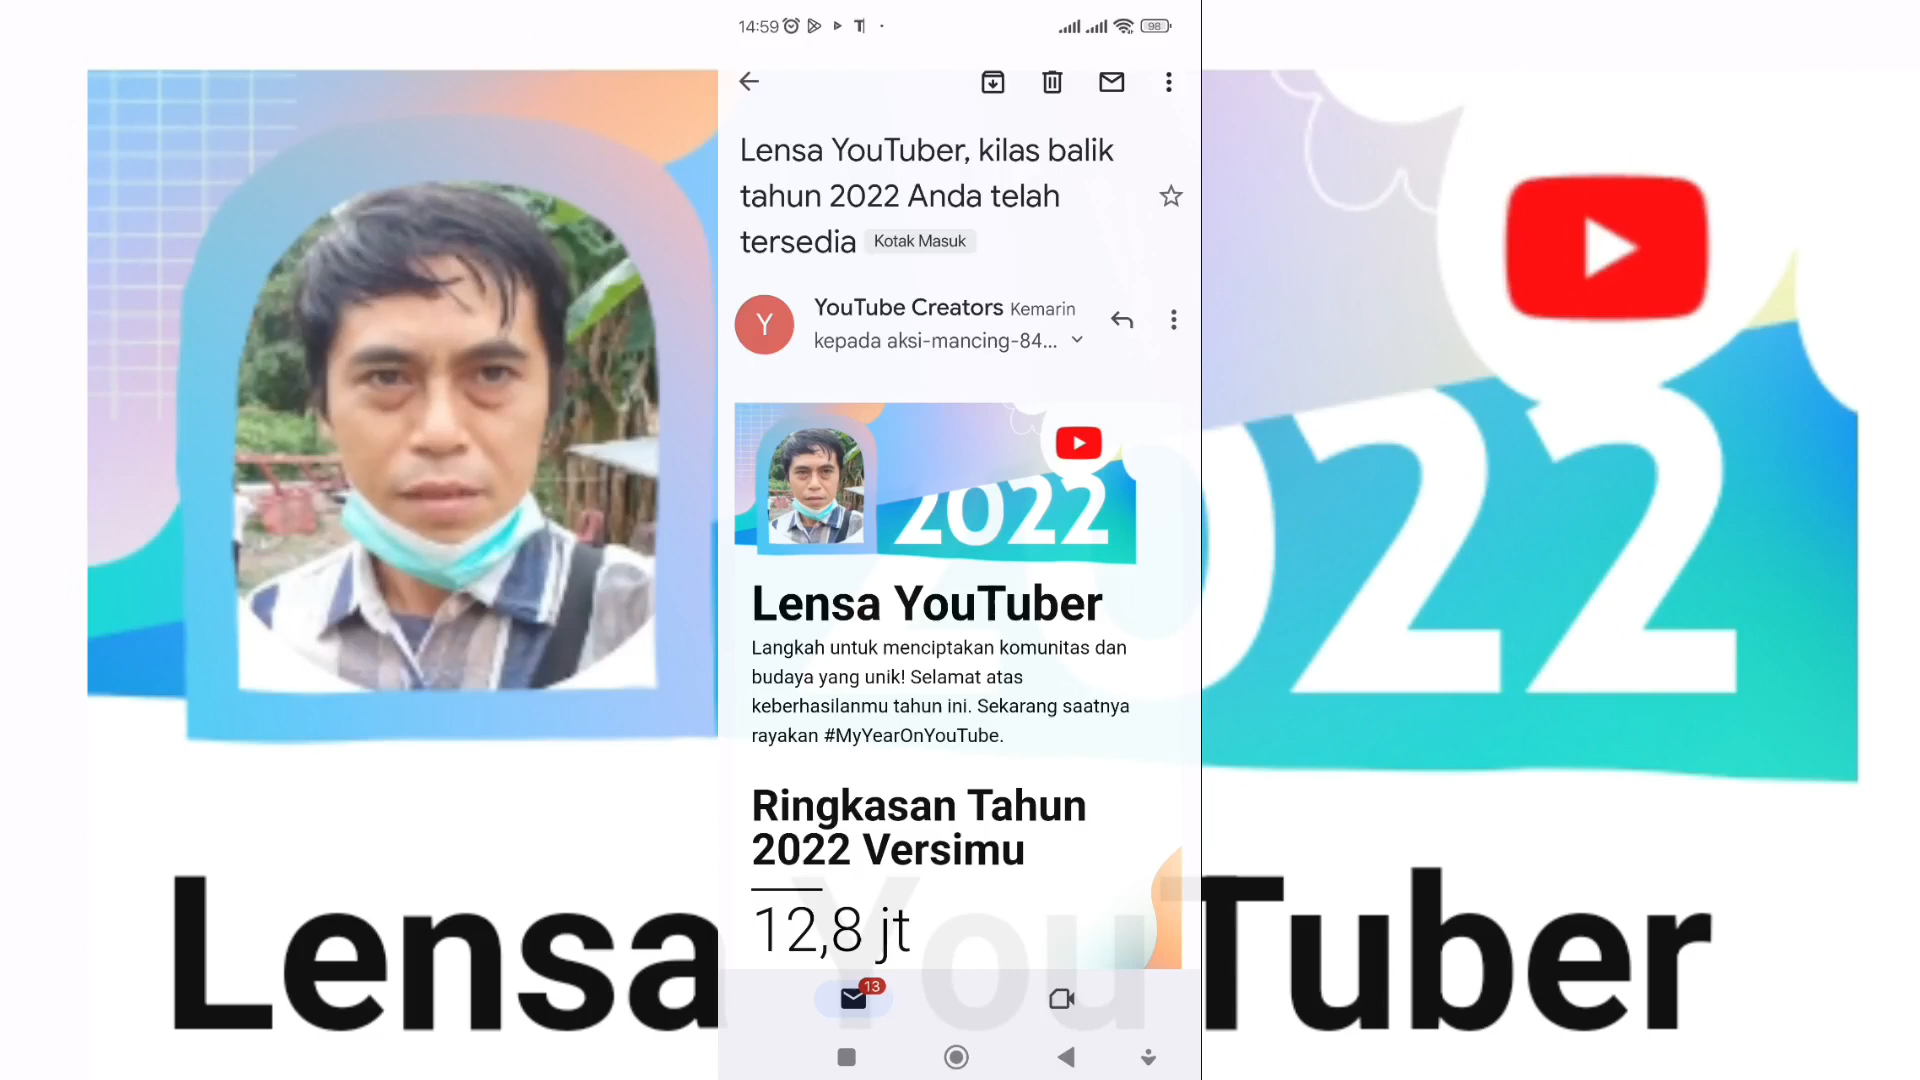 14:59
98
Lensa YouTuber, kilas balik
tahun 2022 Anda telah
tersedia Kotak Masuk
Y
YouTube Creators Kemarin
kepada aksi-mancing-84...
2022
Lensa YouTuber
Langkah untuk menciptakan komunitas dan
budaya yang unik! Selamat atas
keberhasilanmu tahun ini. Sekarang saatnya
rayakan #MyYearOnYouTube.
Ringkasan Tahun
2022 Versimu
12,8 jt
13
2022
Lensa YouTuber